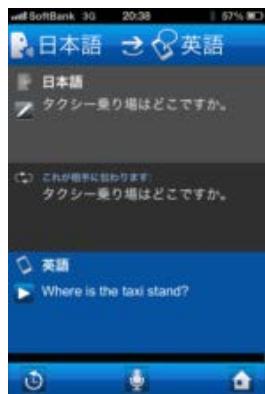 SoftBank 3G 20:38 57%
日本語 英語
日本語
タクシー乗り場はどこですか。
これが相手に伝わります:
タクシー乗り場はどこですか。
英語
Where is the taxi stand?